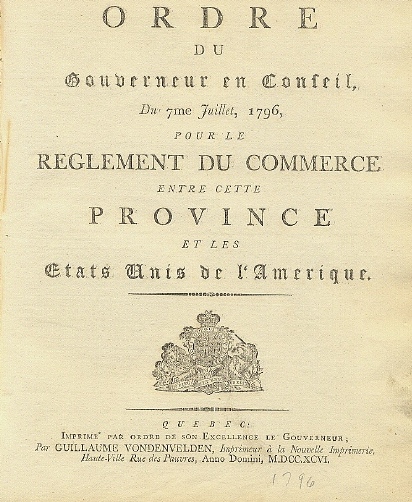 ORDRE
DU
Gouverneur en Conseil,
Du 7me Juillet, 1796,
POUR LE
REGLEMENT DU COMMERCE
ENTRE CETTE
PROVINCE
ET LES
Etats Unis de l'Amerique.
QUEBEC:
IMPRIME' PAR ORDRE DE SON EXCELLENCE LE GOUVERNEUR;
Par GUILLAUME VONDENVELDEN, Imprimeur à la Nouvelle Imprimerie,
Haute-Ville Rue des Pauvres, Anno Domini, M.DCC.XCVI.
1796